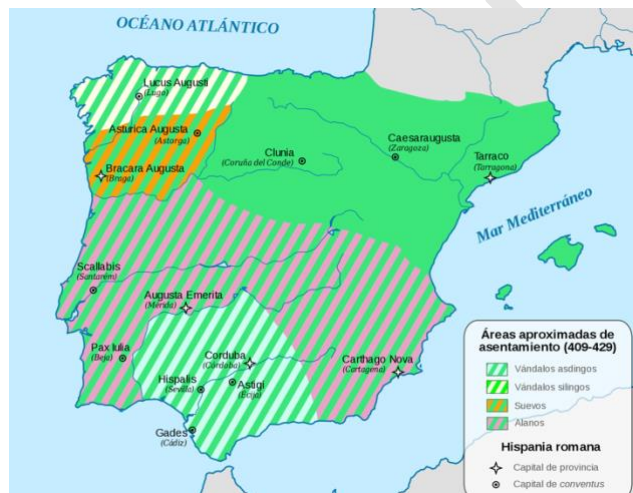 OCÉANO ATLÁNTICO
Lucus Augusti
(Lugo)
Asturica Augusta
(Astorga)
Bracara Augusta
(Braga)
Clunia
(Coruña del Conde)
Caesaraugusta
(Zaragoza)
Tarraco
(Tarragona)
Mar Mediterráneo
Scallabis
(Santarém)
Augusta Emerita
(Mérida)
Pax Iulia
(Beja)
Corduba
(Córdoba)
Hispalis
(Sevilla)
Astigi
(Écija)
Carthago Nova
(Cartagena)
Gades
(Cádiz)
Áreas aproximadas de
asentamiento (409-429)
Vándalos asdingos
Vándalos silingos
Suevos
Alanos
Hispania romana
Capital de provincia
Capital de conventus